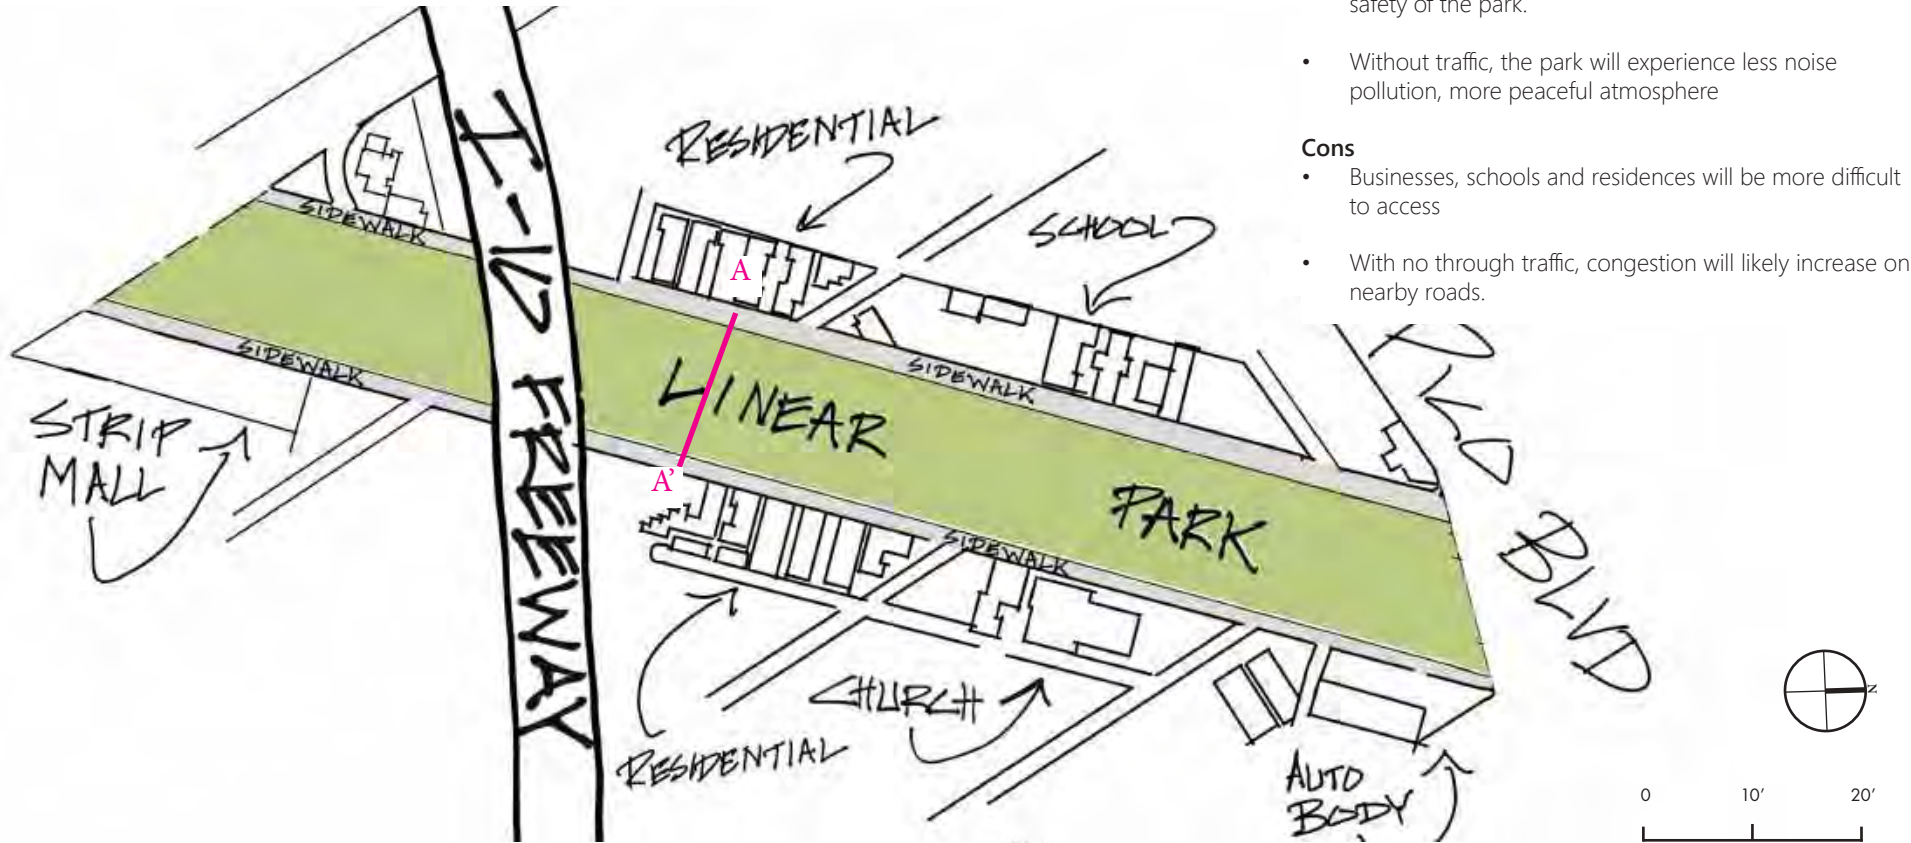 safety of the park.
• Without traffic, the park will experience less noise
pollution, more peaceful atmosphere
Cons
• Businesses, schools and residences will be more difficult
to access
• With no through traffic, congestion will likely increase on
nearby roads.
I-10 FREEWAY
RESIDENTIAL
SCHOOL
SIDEWALK
SIDEWALK
SIDEWALK
SIDEWALK
A
A'
LINEAR
PARK
STRIP
MALL
BLVD
CHURCH
RESIDENTIAL
AUTO
BODY
N
0 10' 20'